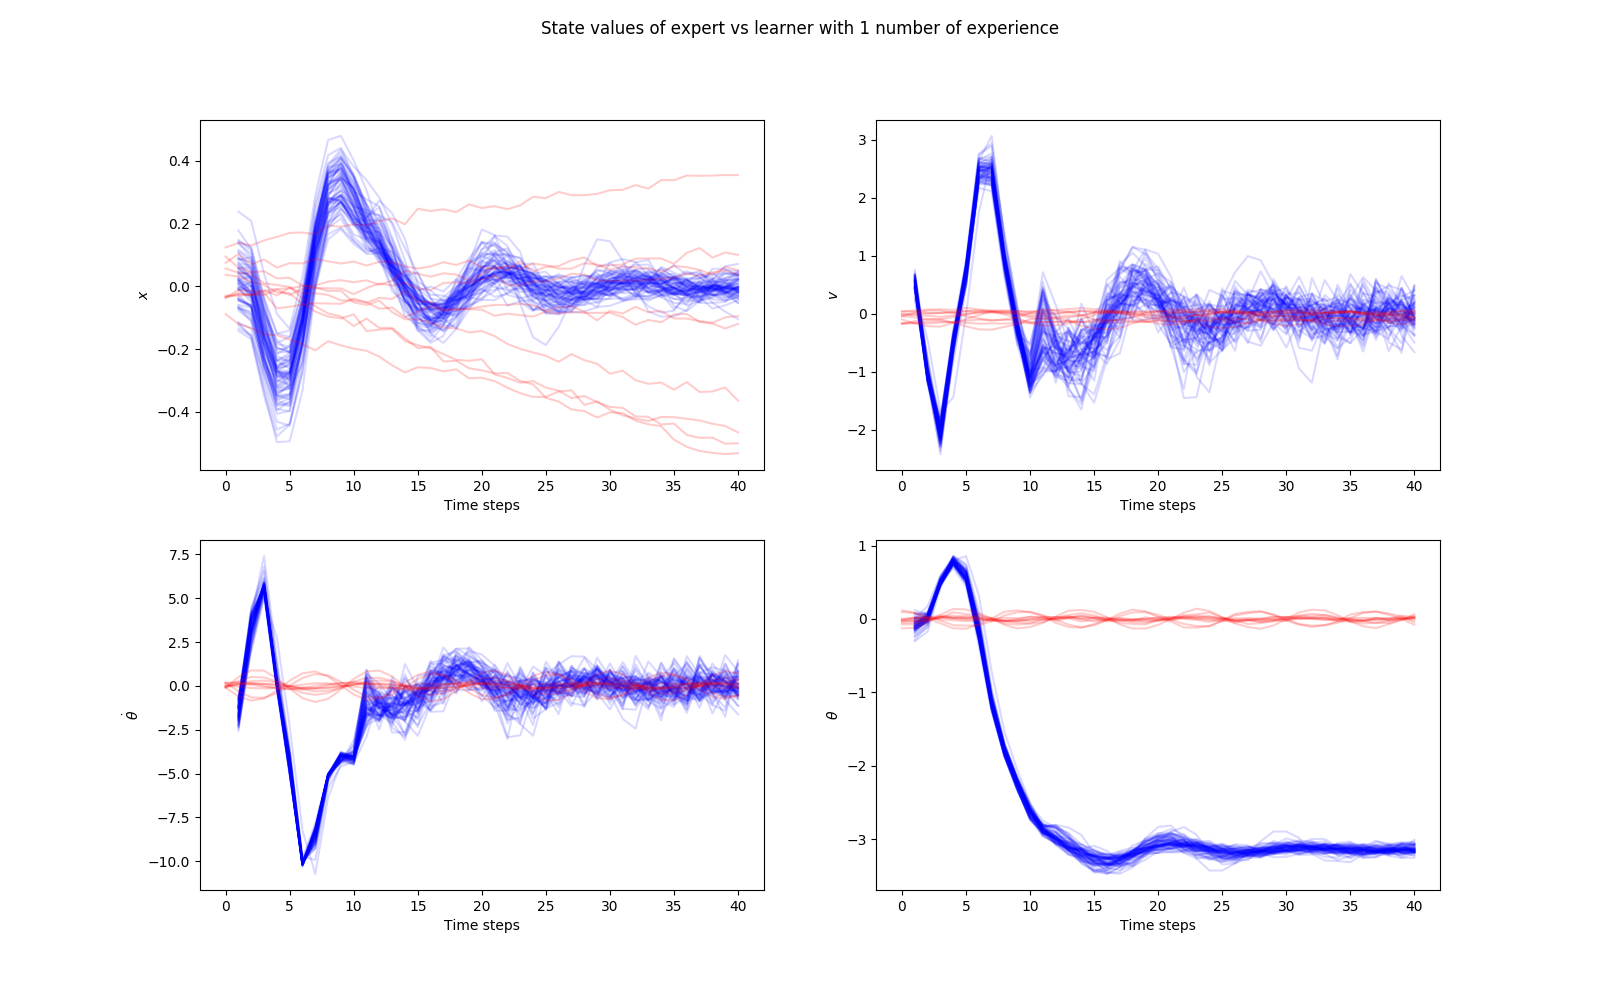 State values of expert vs learner with 1 number of experience
x
0.4
0.2
0.0
−0.2
−0.4
0 5 10 15 20 25 30 35 40
Time steps
v
3
2
1
0
−1
−2
0 5 10 15 20 25 30 35 40
Time steps
θ̇
7.5
5.0
2.5
0.0
−2.5
−5.0
−7.5
−10.0
0 5 10 15 20 25 30 35 40
Time steps
θ
1
0
−1
−2
−3
0 5 10 15 20 25 30 35 40
Time steps